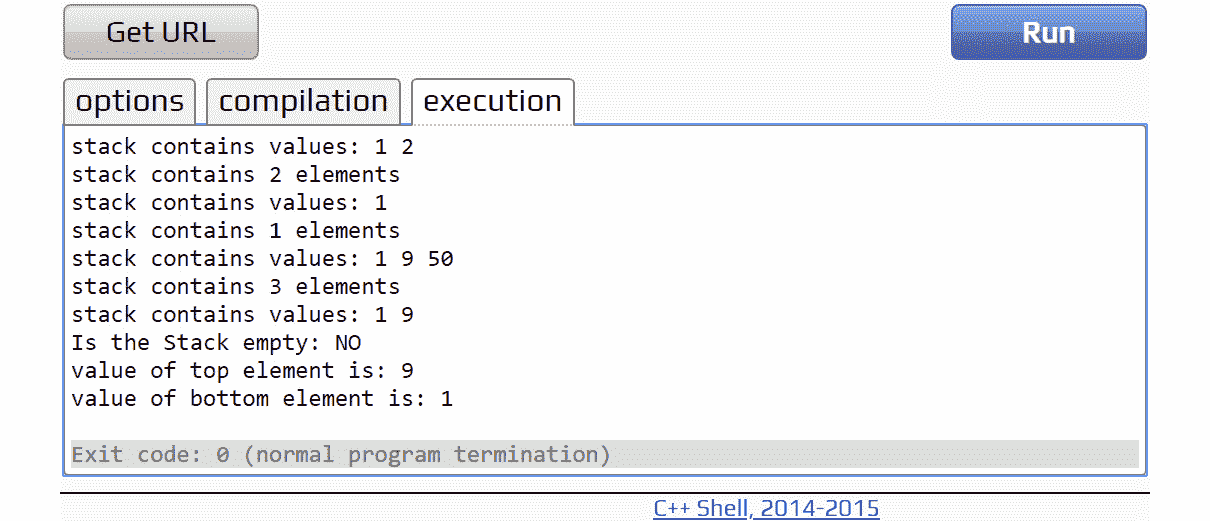 Get URL Run
options compilation execution
stack contains values: 1 2
stack contains 2 elements
stack contains values: 1
stack contains 1 elements
stack contains values: 1 9 50
stack contains 3 elements
stack contains values: 1 9
Is the Stack empty: NO
value of top element is: 9
value of bottom element is: 1
Exit code: 0 (normal program termination)
C++ Shell, 2014-2015